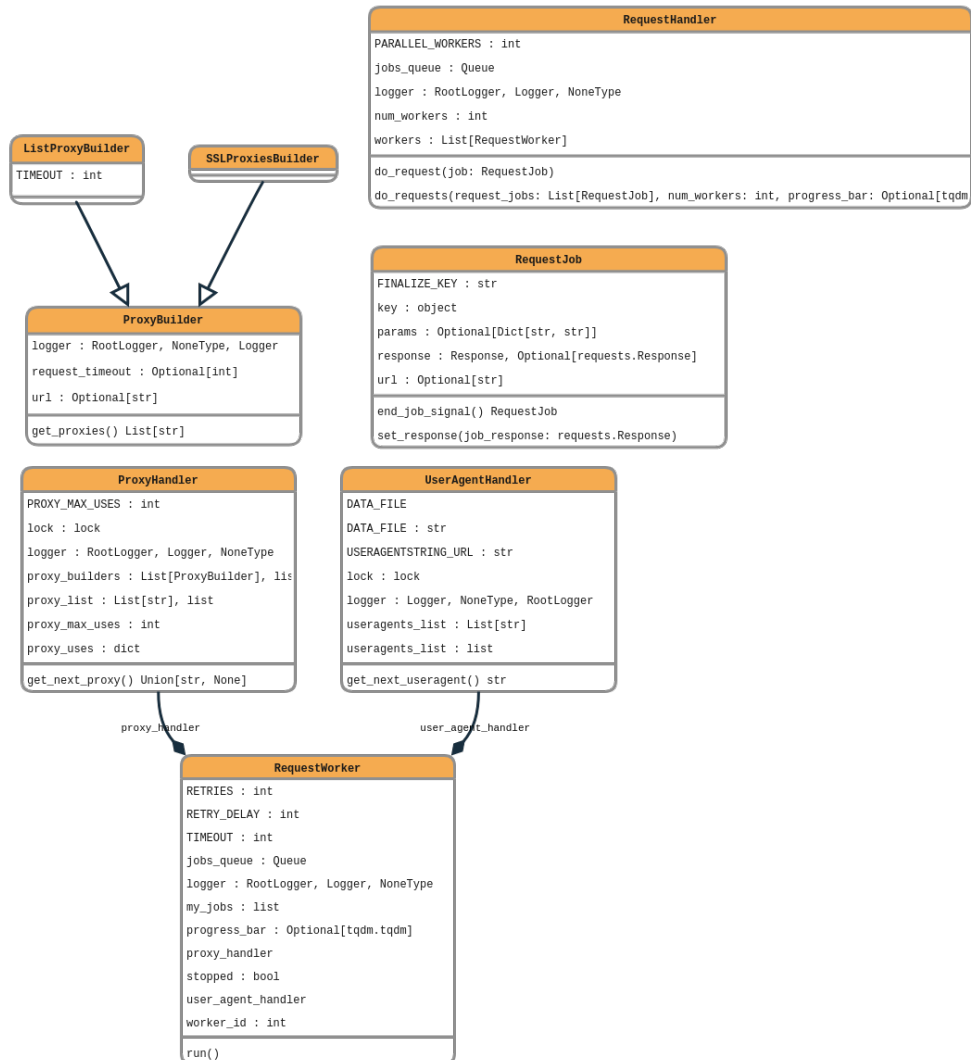 RequestHandler
PARALLEL_WORKERS : int
jobs_queue : Queue
logger : RootLogger, Logger, NoneType
num_workers : int
workers : List[RequestWorker]
do_request(job: RequestJob)
do_requests(request_jobs: List[RequestJob], num_workers: int, progress_bar: Optional[tqdm
ListProxyBuilder
TIMEOUT : int
SSLProxiesBuilder
ProxyBuilder
logger : RootLogger, NoneType, Logger
request_timeout : Optional[int]
url : Optional[str]
get_proxies() List[str]
RequestJob
FINALIZE_KEY : str
key : object
params : Optional[Dict[str, str]]
response : Response, Optional[requests.Response]
url : Optional[str]
end_job_signal() RequestJob
set_response(job_response: requests.Response)
ProxyHandler
PROXY_MAX_USES : int
lock : lock
logger : RootLogger, Logger, NoneType
proxy_builders : List[ProxyBuilder], lis
proxy_list : List[str], list
proxy_max_uses : int
proxy_uses : dict
get_next_proxy() Union[str, None]
UserAgentHandler
DATA_FILE
DATA_FILE : str
USERAGENTSTRING_URL : str
lock : lock
logger : Logger, NoneType, RootLogger
useragents_list : List[str]
useragents_list : list
get_next_useragent() str
proxy_handler
user_agent_handler
RequestWorker
RETRIES : int
RETRY_DELAY : int
TIMEOUT : int
jobs_queue : Queue
logger : RootLogger, Logger, NoneType
my_jobs : list
progress_bar : Optional[tqdm.tqdm]
proxy_handler
stopped : bool
user_agent_handler
worker_id : int
run()